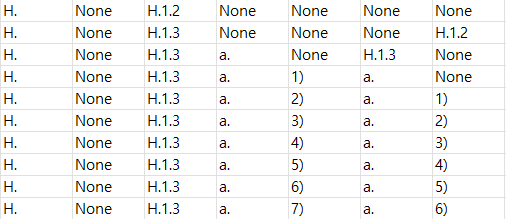 H. None H.1.2 None None None None
H. None H.1.3 None None None H.1.2
H. None H.1.3 a. None H.1.3 None
H. None H.1.3 a. 1) a. None
H. None H.1.3 a. 2) a. 1)
H. None H.1.3 a. 3) a. 2)
H. None H.1.3 a. 4) a. 3)
H. None H.1.3 a. 5) a. 4)
H. None H.1.3 a. 6) a. 5)
H. None H.1.3 a. 7) a. 6)